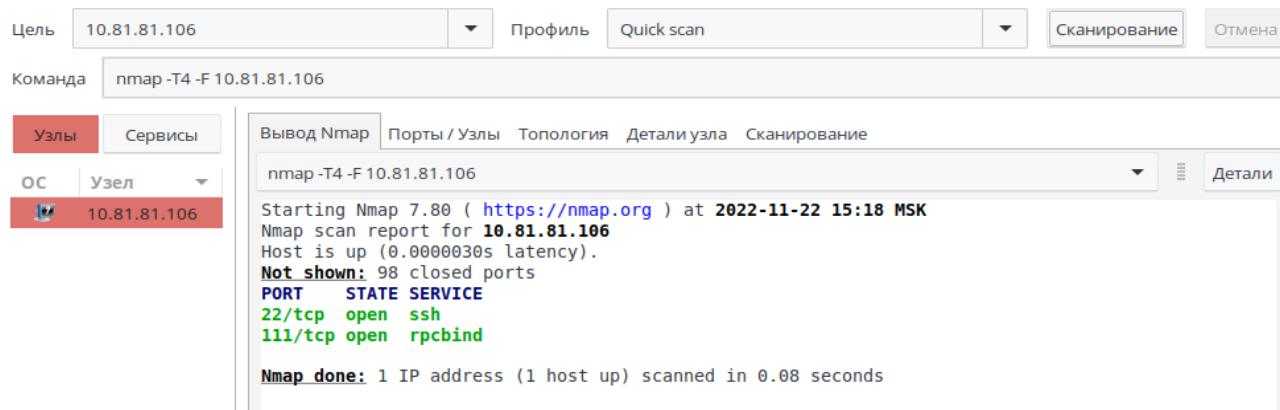 Цель 10.81.81.106 Профиль Quick scan Сканирование Отмена
Команда nmap -T4 -F 10.81.81.106
Узлы Сервисы
ОС Узел
10.81.81.106
Вывод Nmap Порты / Узлы Топология Детали узла Сканирование
nmap -T4 -F 10.81.81.106 Детали
Starting Nmap 7.80 ( https://nmap.org ) at 2022-11-22 15:18 MSK
Nmap scan report for 10.81.81.106
Host is up (0.0000030s latency).
Not shown: 98 closed ports
PORT    STATE SERVICE
22/tcp  open  ssh
111/tcp open  rpcbind
Nmap done: 1 IP address (1 host up) scanned in 0.08 seconds